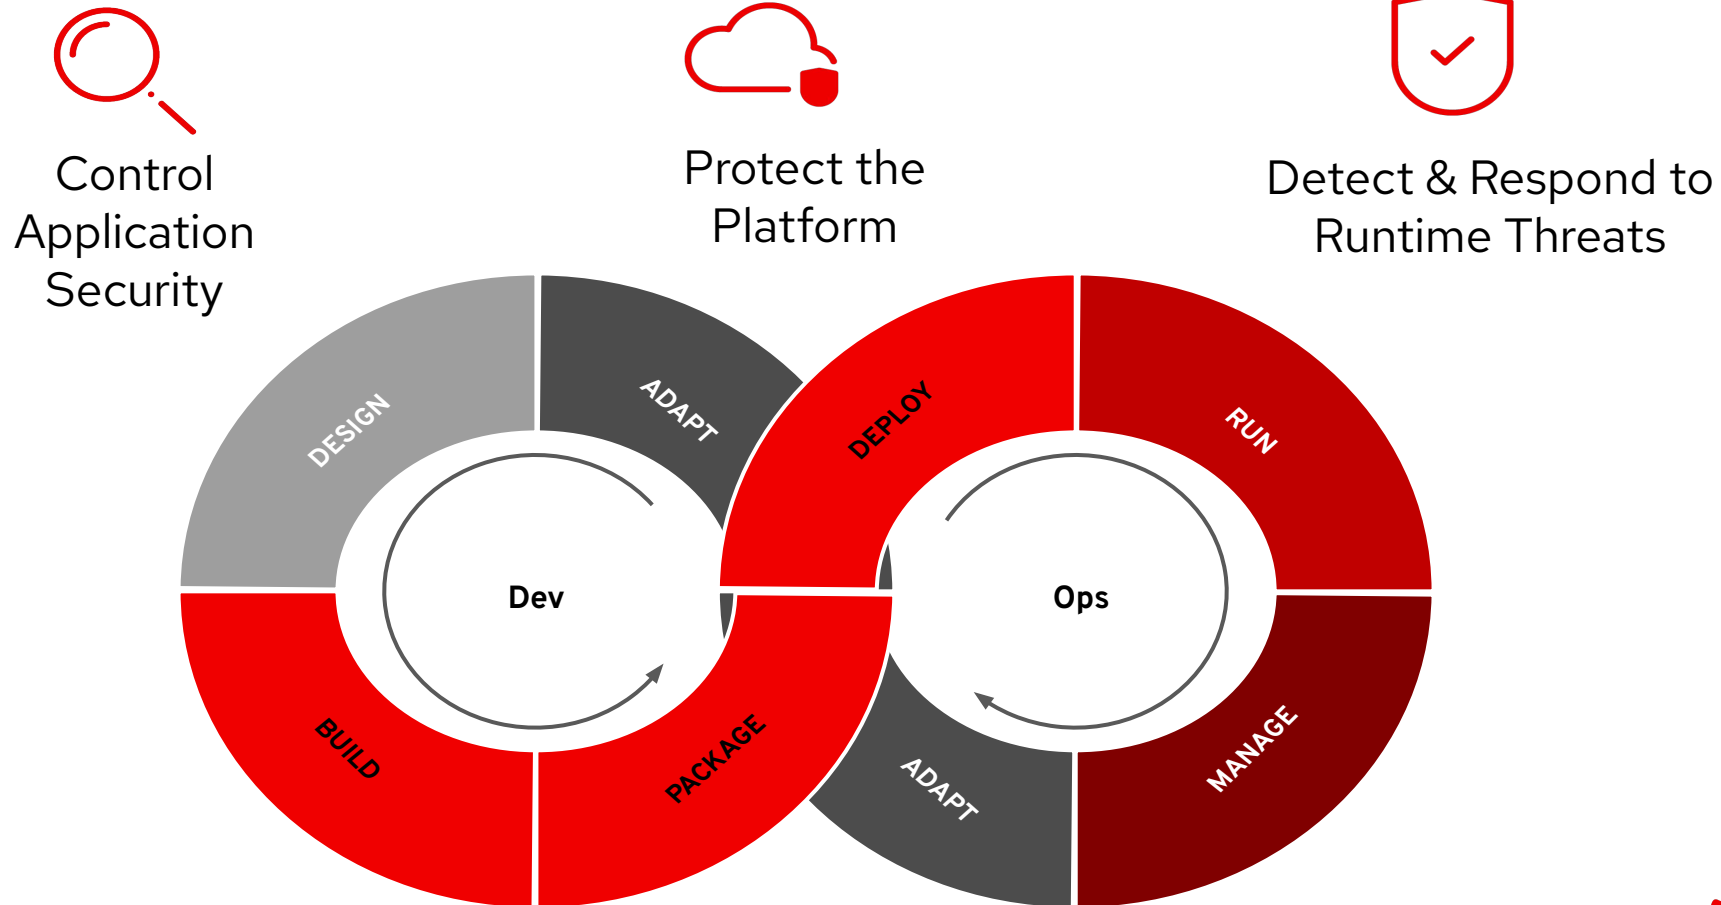 Control
Application
Security
Protect the
Platform
Detect & Respond to
Runtime Threats
DESIGN
ADAPT
DEPLOY
RUN
Dev
Ops
BUILD
PACKAGE
ADAPT
MANAGE